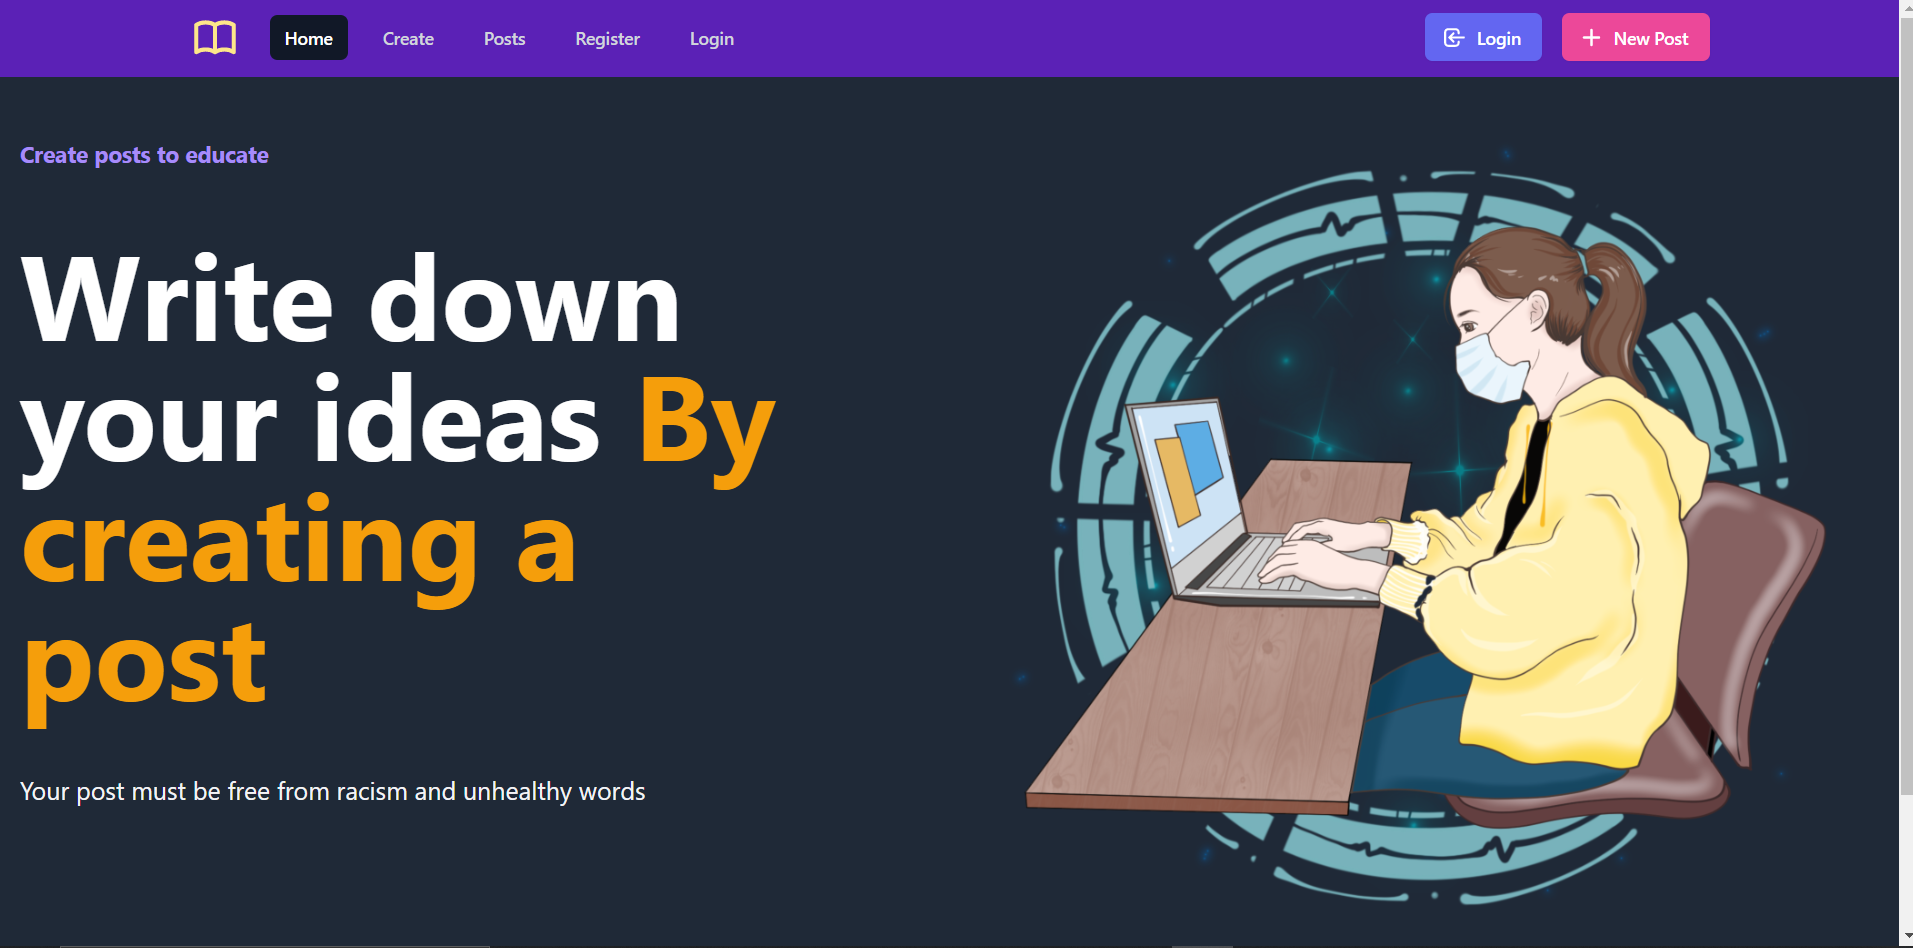 Home Create Posts Register Login Login New Post
Create posts to educate
Write down
your ideas By
creating a
post
Your post must be free from racism and unhealthy words